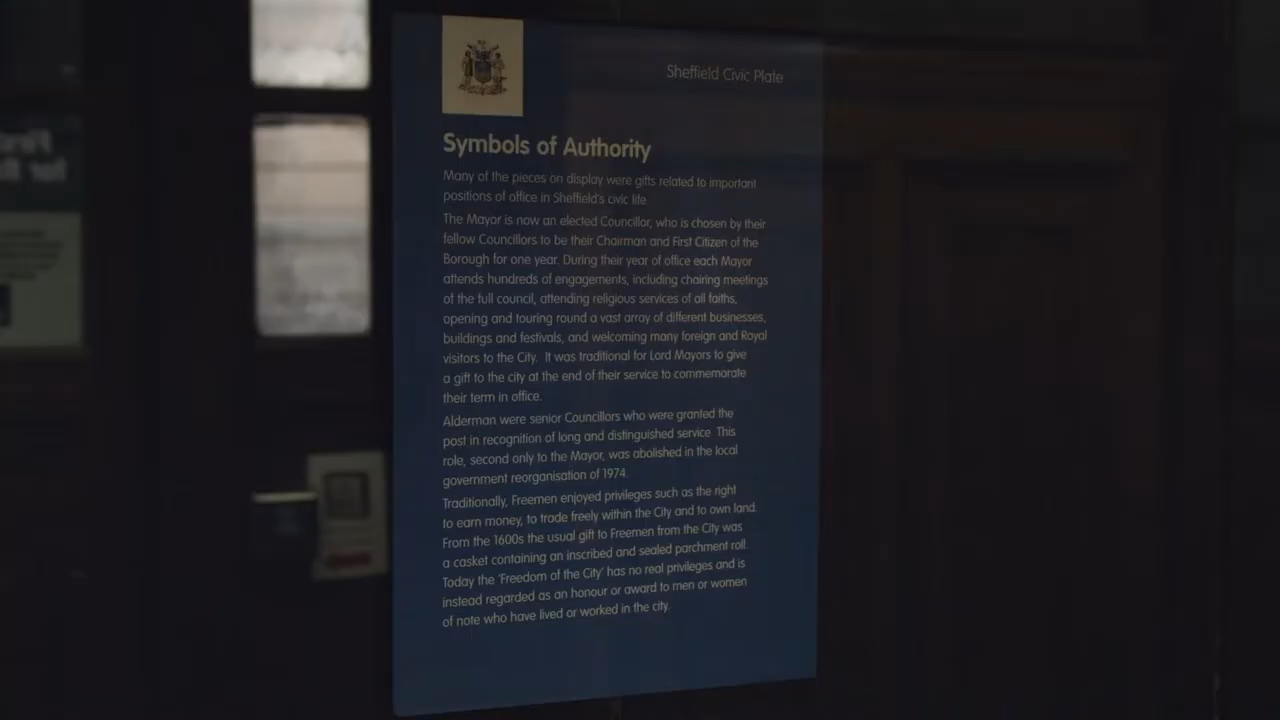 Sheffield Civic Plate
Symbols of Authority
Many of the pieces on display were gifts related to important
positions of office in Sheffield's civic life
The Mayor is now an elected Councillor, who is chosen by their
fellow Councillors to be their Chairman and First Citizen of the
Borough for one year. During their year of office each Mayor
attends hundreds of engagements, including chairing meetings
of the full council, attending religious services of all faiths,
opening and touring round a vast array of different businesses,
buildings and festivals, and welcoming many foreign and Royal
visitors to the City. It was traditional for Lord Mayors to give
a gift to the city at the end of their service to commemorate
their term in office.
Alderman were senior Councillors who were granted the
post in recognition of long and distinguished service. This
role, second only to the Mayor, was abolished in the local
government reorganisation of 1974.
Traditionally, Freemen enjoyed privileges such as the right
to earn money, to trade freely within the City and to own land.
From the 1600s the usual gift to Freemen from the City was
a casket containing an inscribed and sealed parchment roll.
Today the 'Freedom of the City' has no real privileges and is
instead regarded as an honour or award to men or women
of note who have lived or worked in the city.